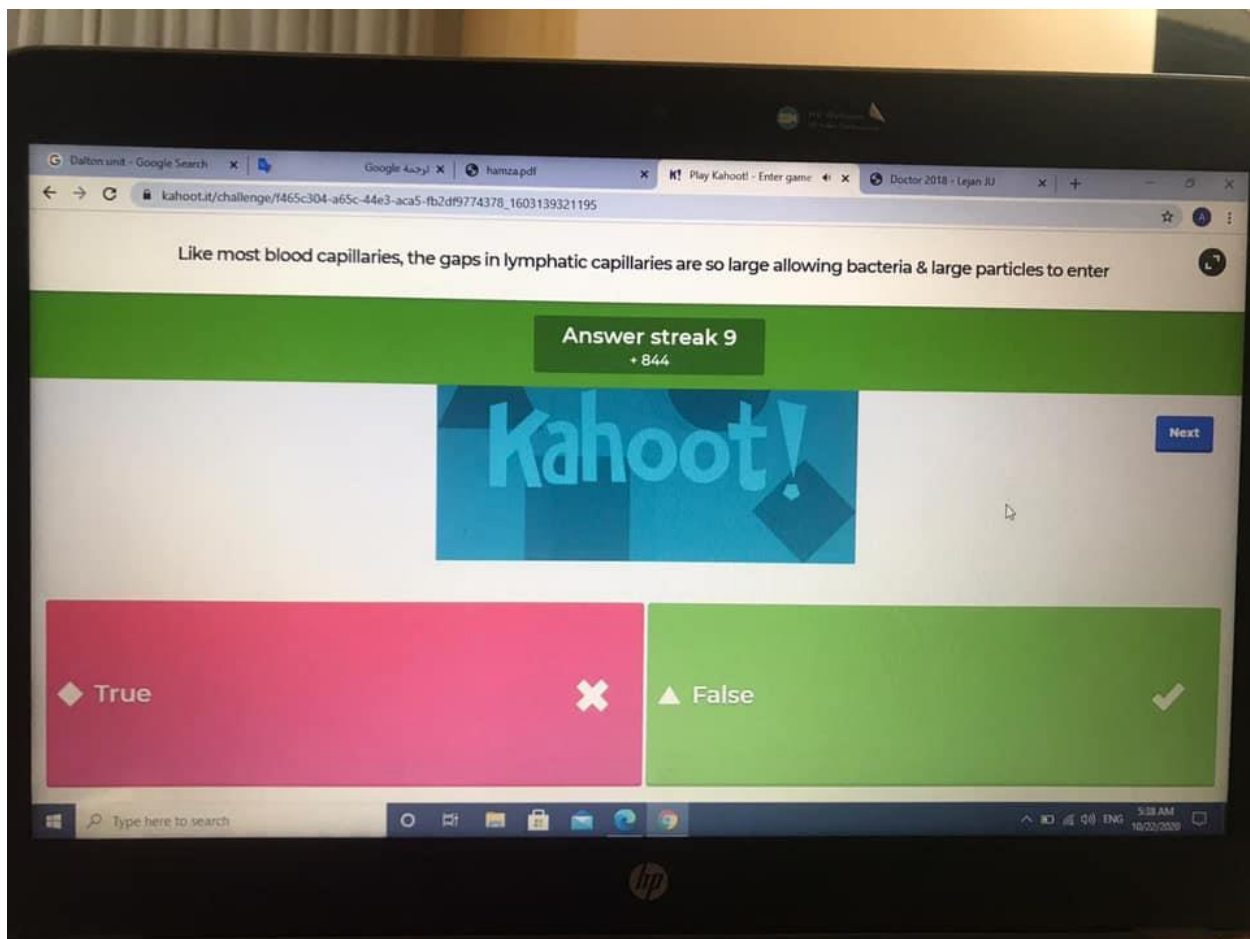 Dalton unit - Google Search
ترجمة Google
hamza.pdf
K! Play Kahoot! - Enter game
Doctor 2018 - Lejan JU
kahoot.it/challenge/f465c304-a65c-44e3-aca5-fb2df9774378_1603139321195
Like most blood capillaries, the gaps in lymphatic capillaries are so large allowing bacteria & large particles to enter
Answer streak 9
+ 844
Kahoot!
Next
True
False
Type here to search
ENG
5:38 AM
10/22/2020
hp